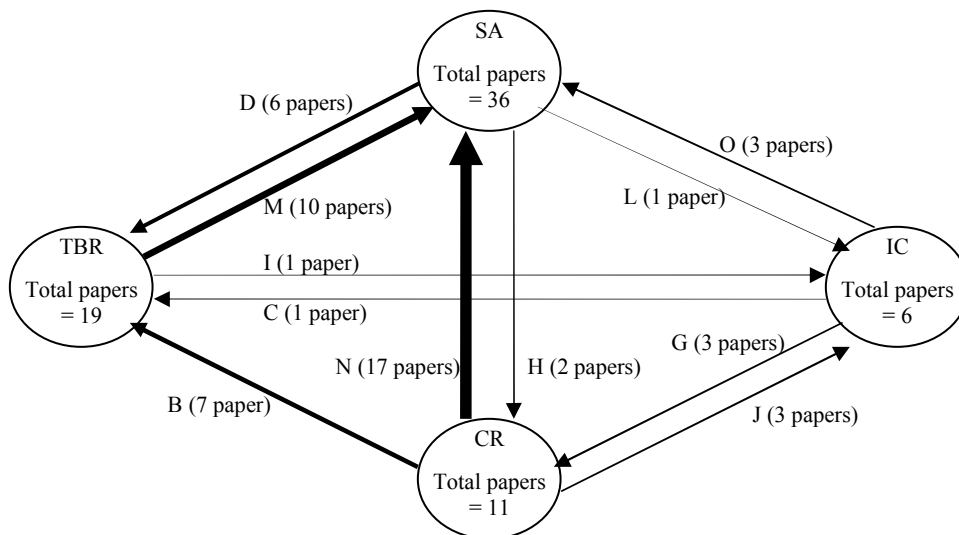 SA
Total papers
= 36
D (6 papers)
O (3 papers)
M (10 papers)
L (1 paper)
TBR
Total papers
= 19
I (1 paper)
C (1 paper)
IC
Total papers
= 6
G (3 papers)
N (17 papers)
H (2 papers)
B (7 paper)
J (3 papers)
CR
Total papers
= 11